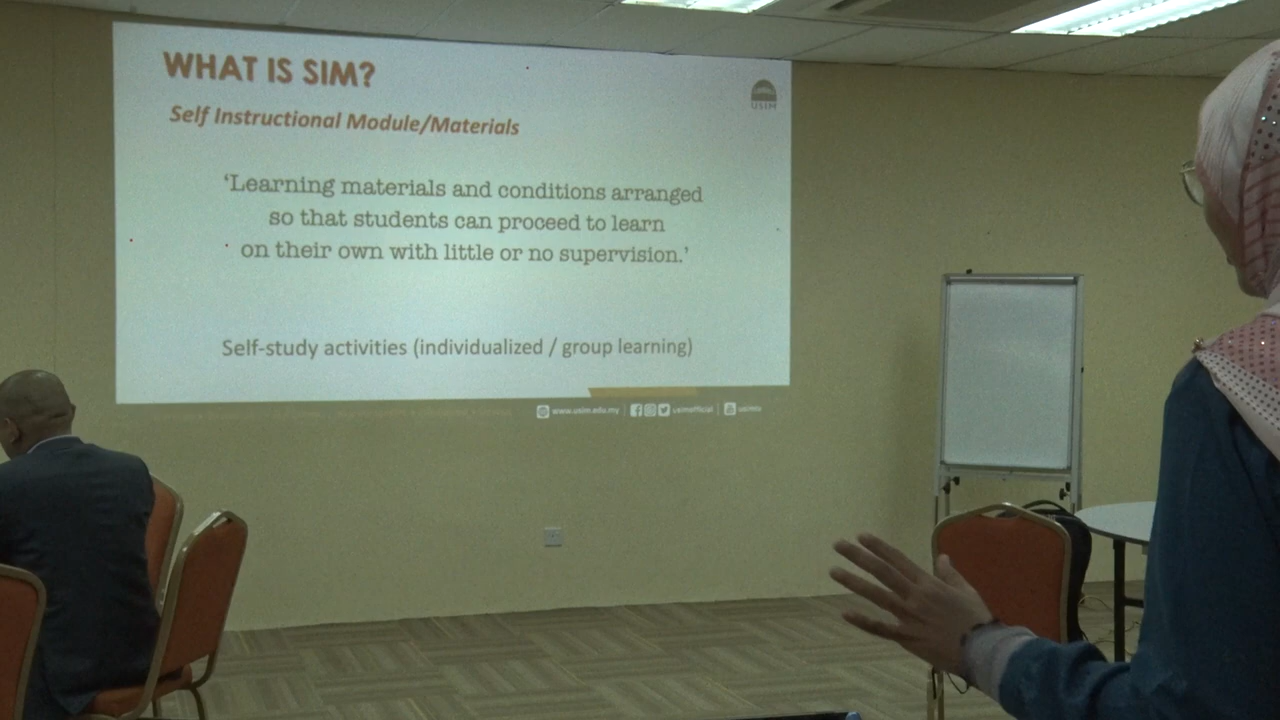 WHAT IS SIM?
USIM
Self Instructional Module/Materials
‘Learning materials and conditions arranged
so that students can proceed to learn
on their own with little or no supervision.’
Self-study activities (individualized / group learning)
www.usim.edu.my | usimofficial |